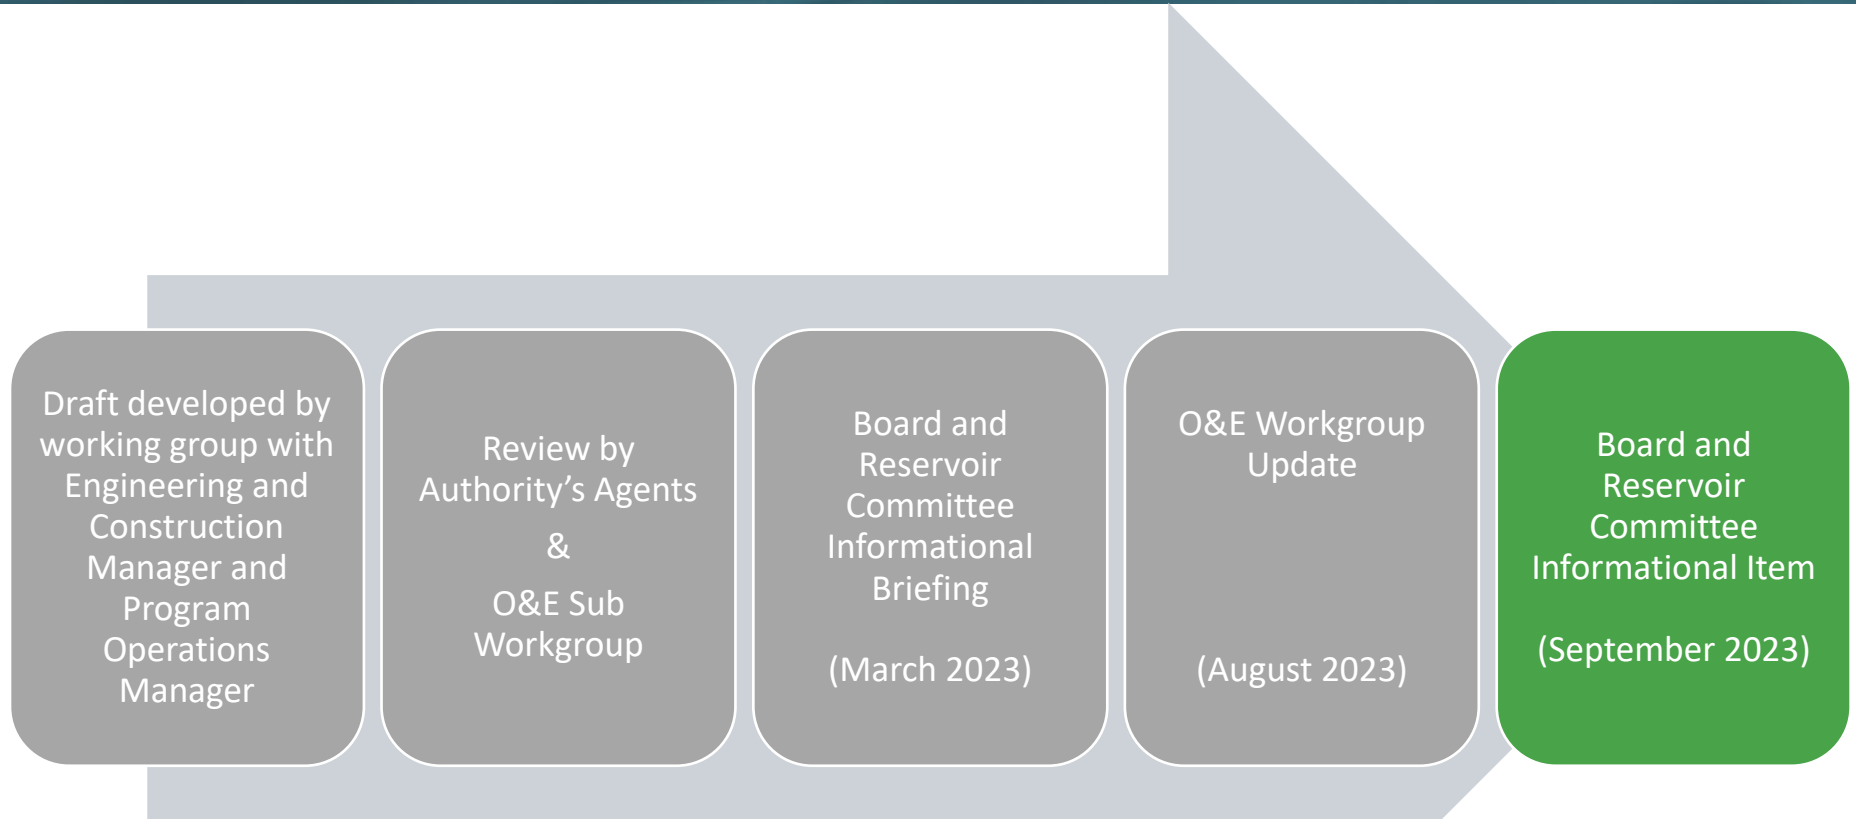 Draft developed by
working group with
Engineering and
Construction
Manager and
Program
Operations
Manager
Review by
Authority’s Agents
&
O&E Sub
Workgroup
Board and
Reservoir
Committee
Informational
Briefing
(March 2023)
O&E Workgroup
Update
(August 2023)
Board and
Reservoir
Committee
Informational Item
(September 2023)